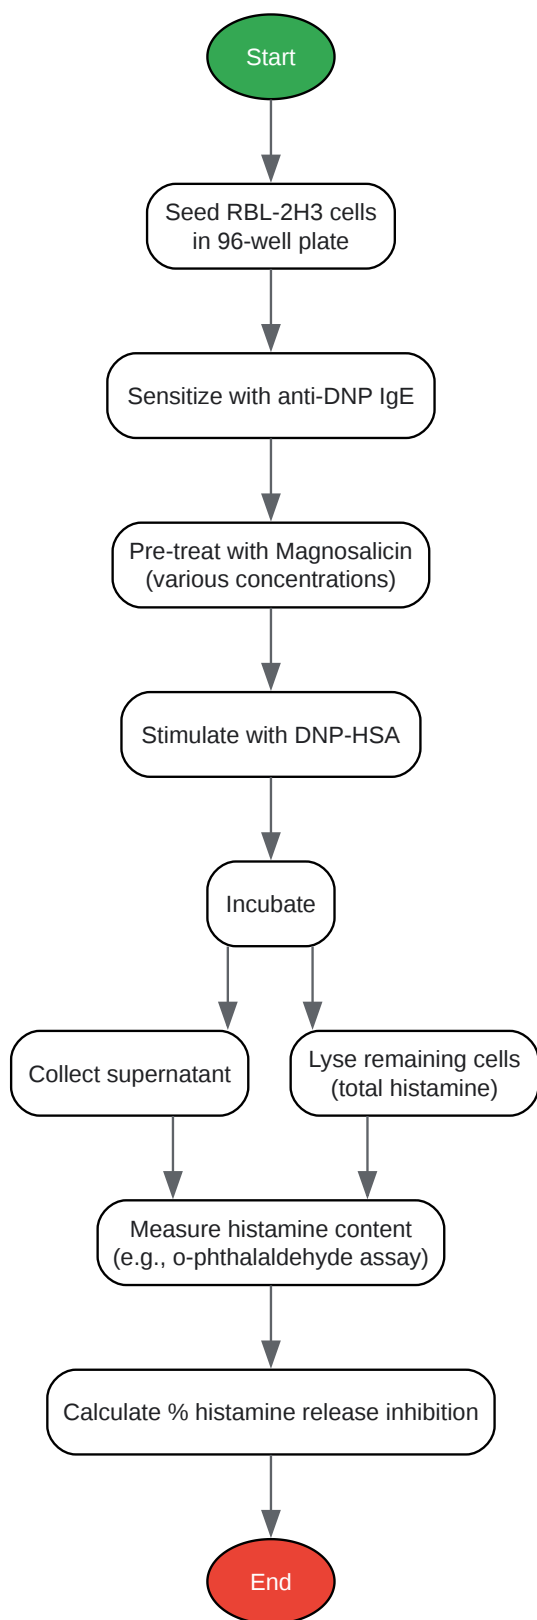 Start
Seed RBL-2H3 cells
in 96-well plate
Sensitize with anti-DNP IgE
Pre-treat with Magnosalicin
(various concentrations)
Stimulate with DNP-HSA
Incubate
Collect supernatant
Lyse remaining cells
(total histamine)
Measure histamine content
(e.g., o-phthalaldehyde assay)
Calculate % histamine release inhibition
End